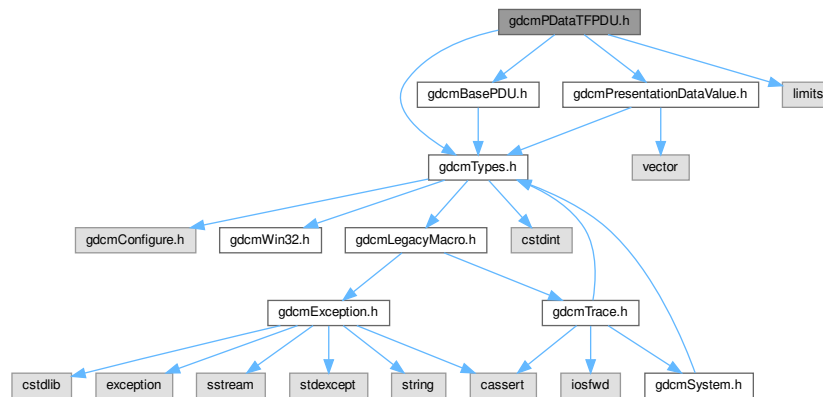 gdcmPDataTFPDU.h
gdcmBasePDU.h
gdcmPresentationDataValue.h
limits
gdcmTypes.h
vector
gdcmConfigure.h
gdcmWin32.h
gdcmLegacyMacro.h
cstdint
gdcmException.h
gdcmTrace.h
cstdlib
exception
sstream
stdexcept
string
cassert
iosfwd
gdcmSystem.h